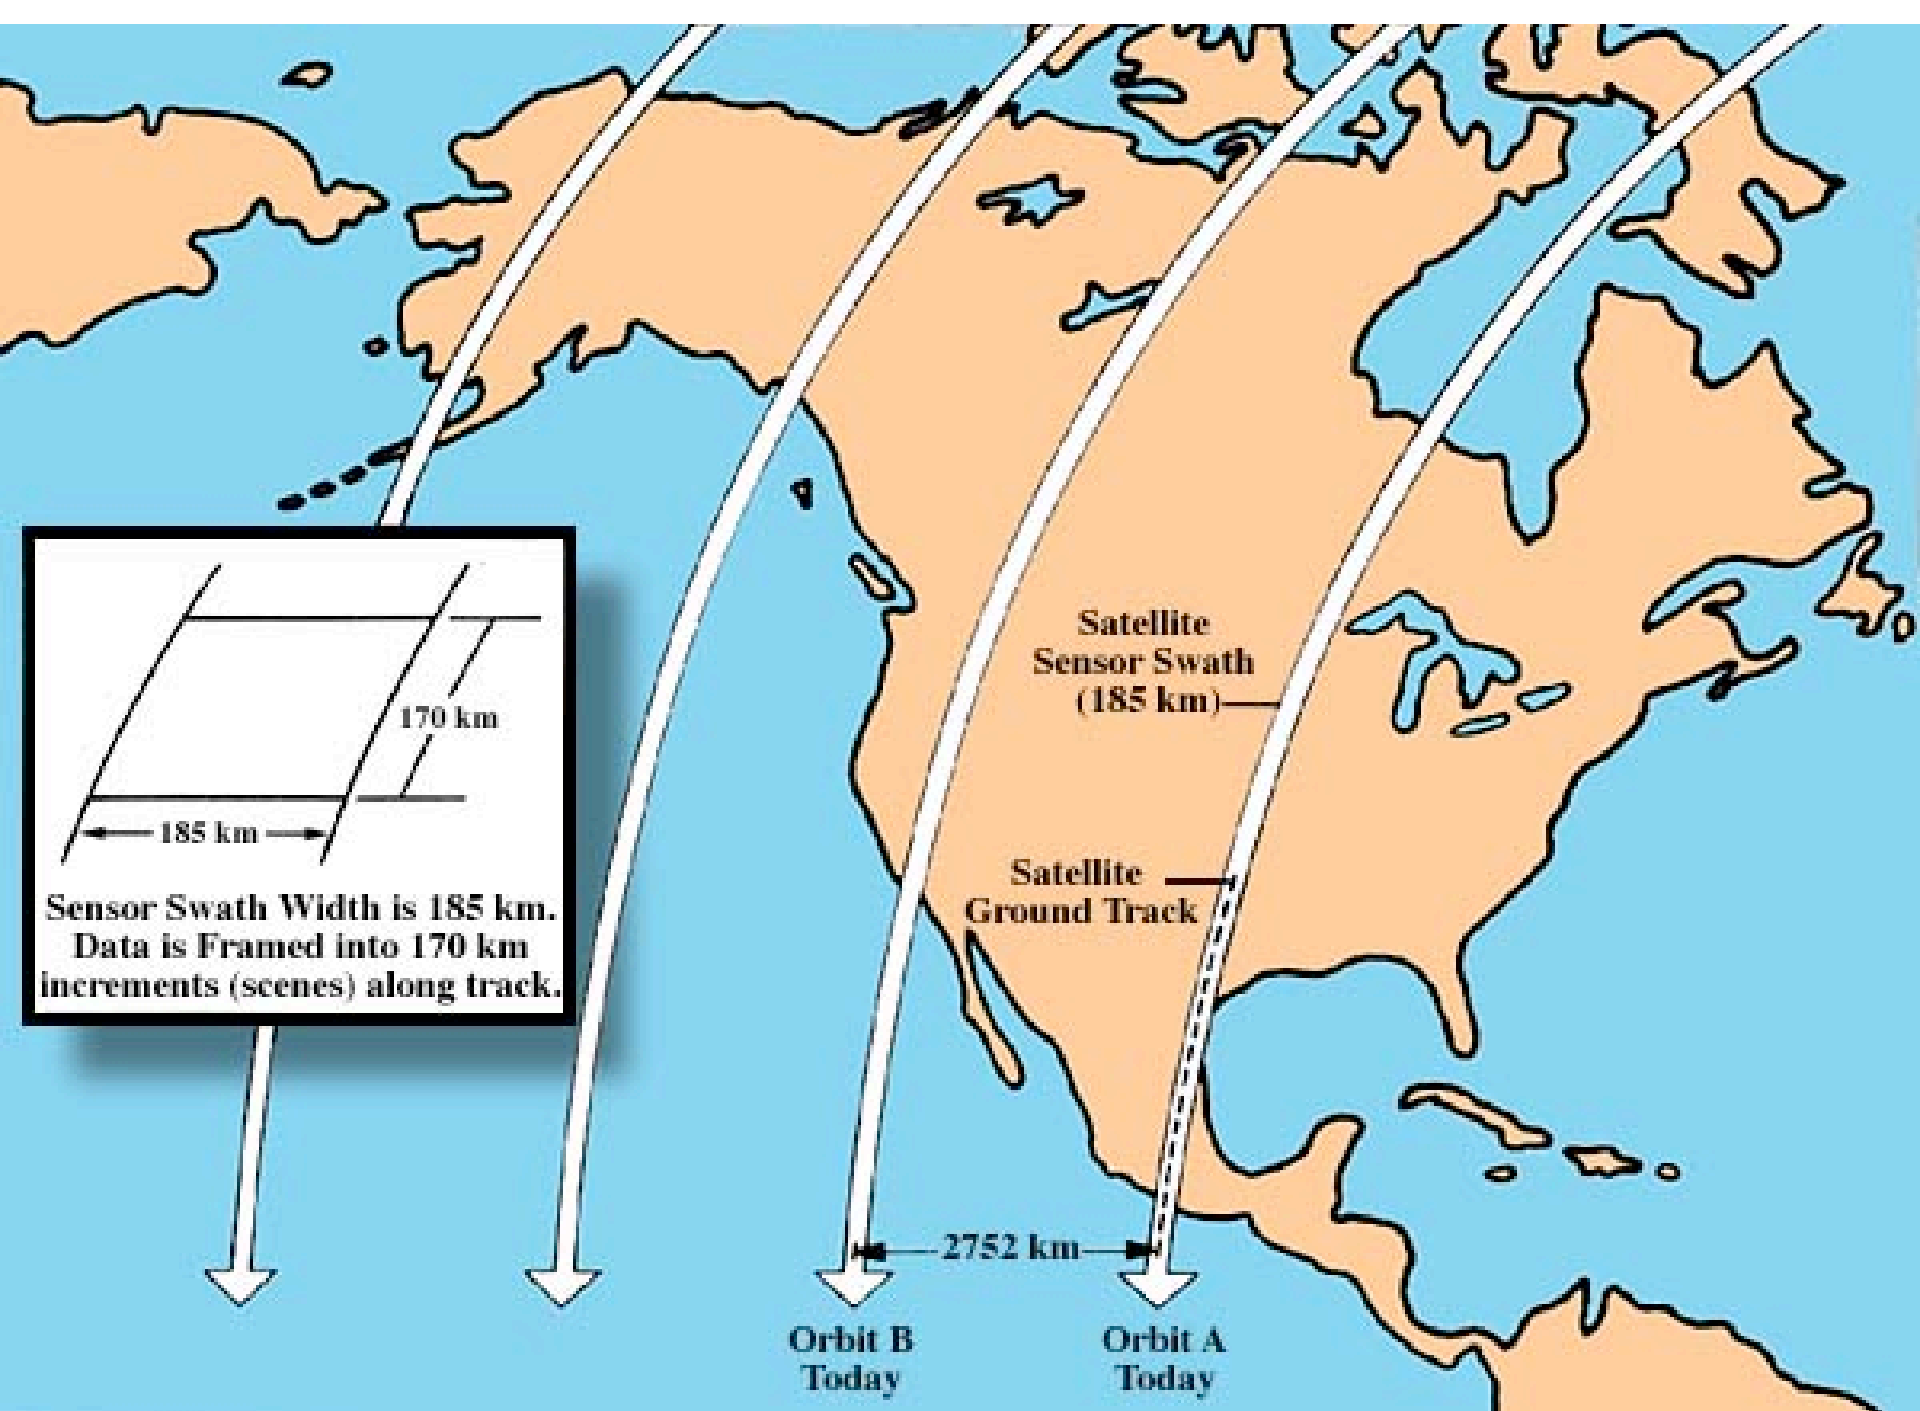 Satellite
Sensor Swath
(185 km)
170 km
185 km
Satellite
Ground Track
Sensor Swath Width is 185 km.
Data is Framed into 170 km
increments (scenes) along track.
2752 km
Orbit B
Today
Orbit A
Today